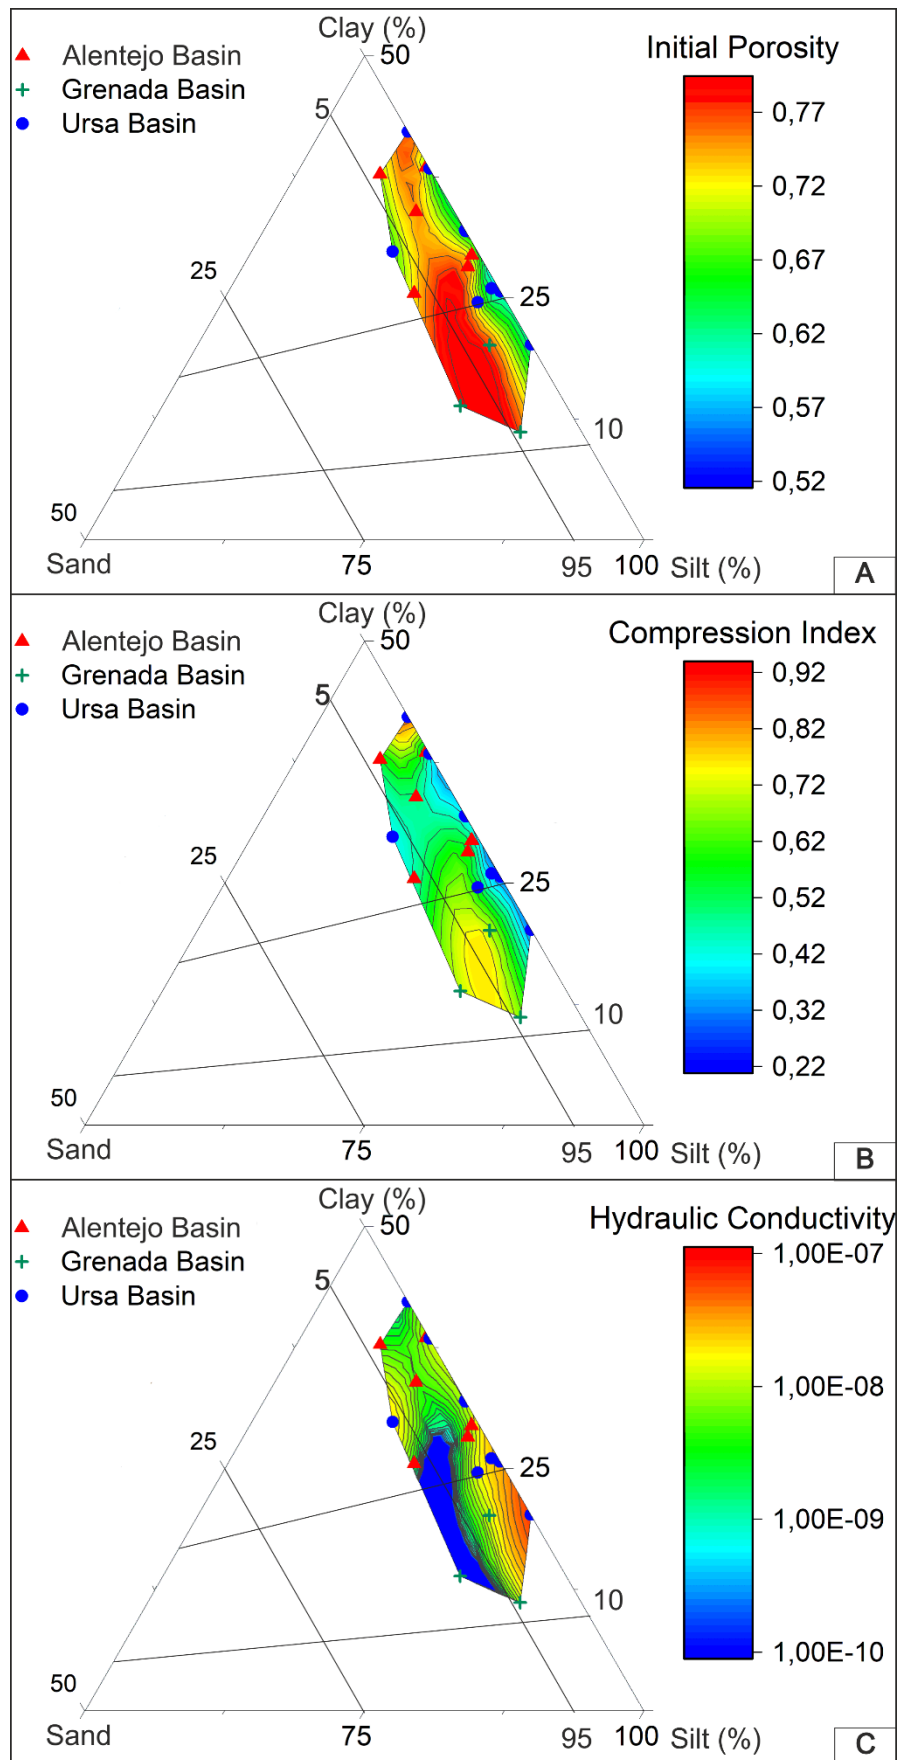 Clay (%)
50
Alentejo Basin
Grenada Basin
Ursa Basin
5
25
25
10
50
Sand
75
95
100
Silt (%)
Initial Porosity
0,77
0,72
0,67
0,62
0,57
0,52
A
Clay (%)
50
Alentejo Basin
Grenada Basin
Ursa Basin
5
25
25
10
50
Sand
75
95
100
Silt (%)
Compression Index
0,92
0,82
0,72
0,62
0,52
0,42
0,32
0,22
B
Clay (%)
50
Alentejo Basin
Grenada Basin
Ursa Basin
5
25
25
10
50
Sand
75
95
100
Silt (%)
Hydraulic Conductivity
1,00E-07
1,00E-08
1,00E-09
1,00E-10
C